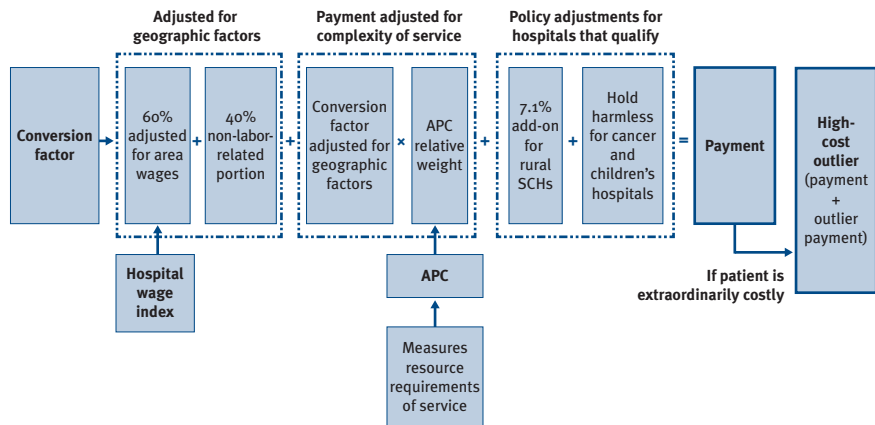 Adjusted for
geographic factors
Payment adjusted for
complexity of service
Policy adjustments for
hospitals that qualify
Conversion
factor
60%
adjusted
for area
wages
+
40%
non-labor-
related
portion
+
Conversion
factor
adjusted for
geographic
factors
×
APC
relative
weight
+
7.1%
add-on
for
rural
SCHs
+
Hold
harmless
for cancer
and
children’s
hospitals
=
Payment
High-
cost
outlier
(payment
+
outlier
payment)
Hospital
wage
index
APC
If patient is
extraordinarily costly
Measures
resource
requirements
of service